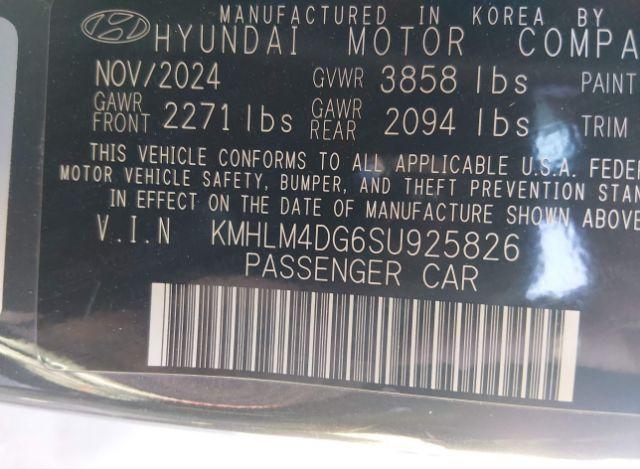 MANUFACTURED IN KOREA BY
HYUNDAI MOTOR COMPA
NOV/2024 GVWR 3858 lbs PAINT
GAWR FRONT 2271 lbs GAWR REAR 2094 lbs TRIM
THIS VEHICLE CONFORMS TO ALL APPLICABLE U.S.A. FEDER
MOTOR VEHICLE SAFETY, BUMPER, AND THEFT PREVENTION STAN
IN EFFECT ON THE DATE OF MANUFACTURE SHOWN ABOVE
V.I.N KMHLM4DG6SU925826
PASSENGER CAR